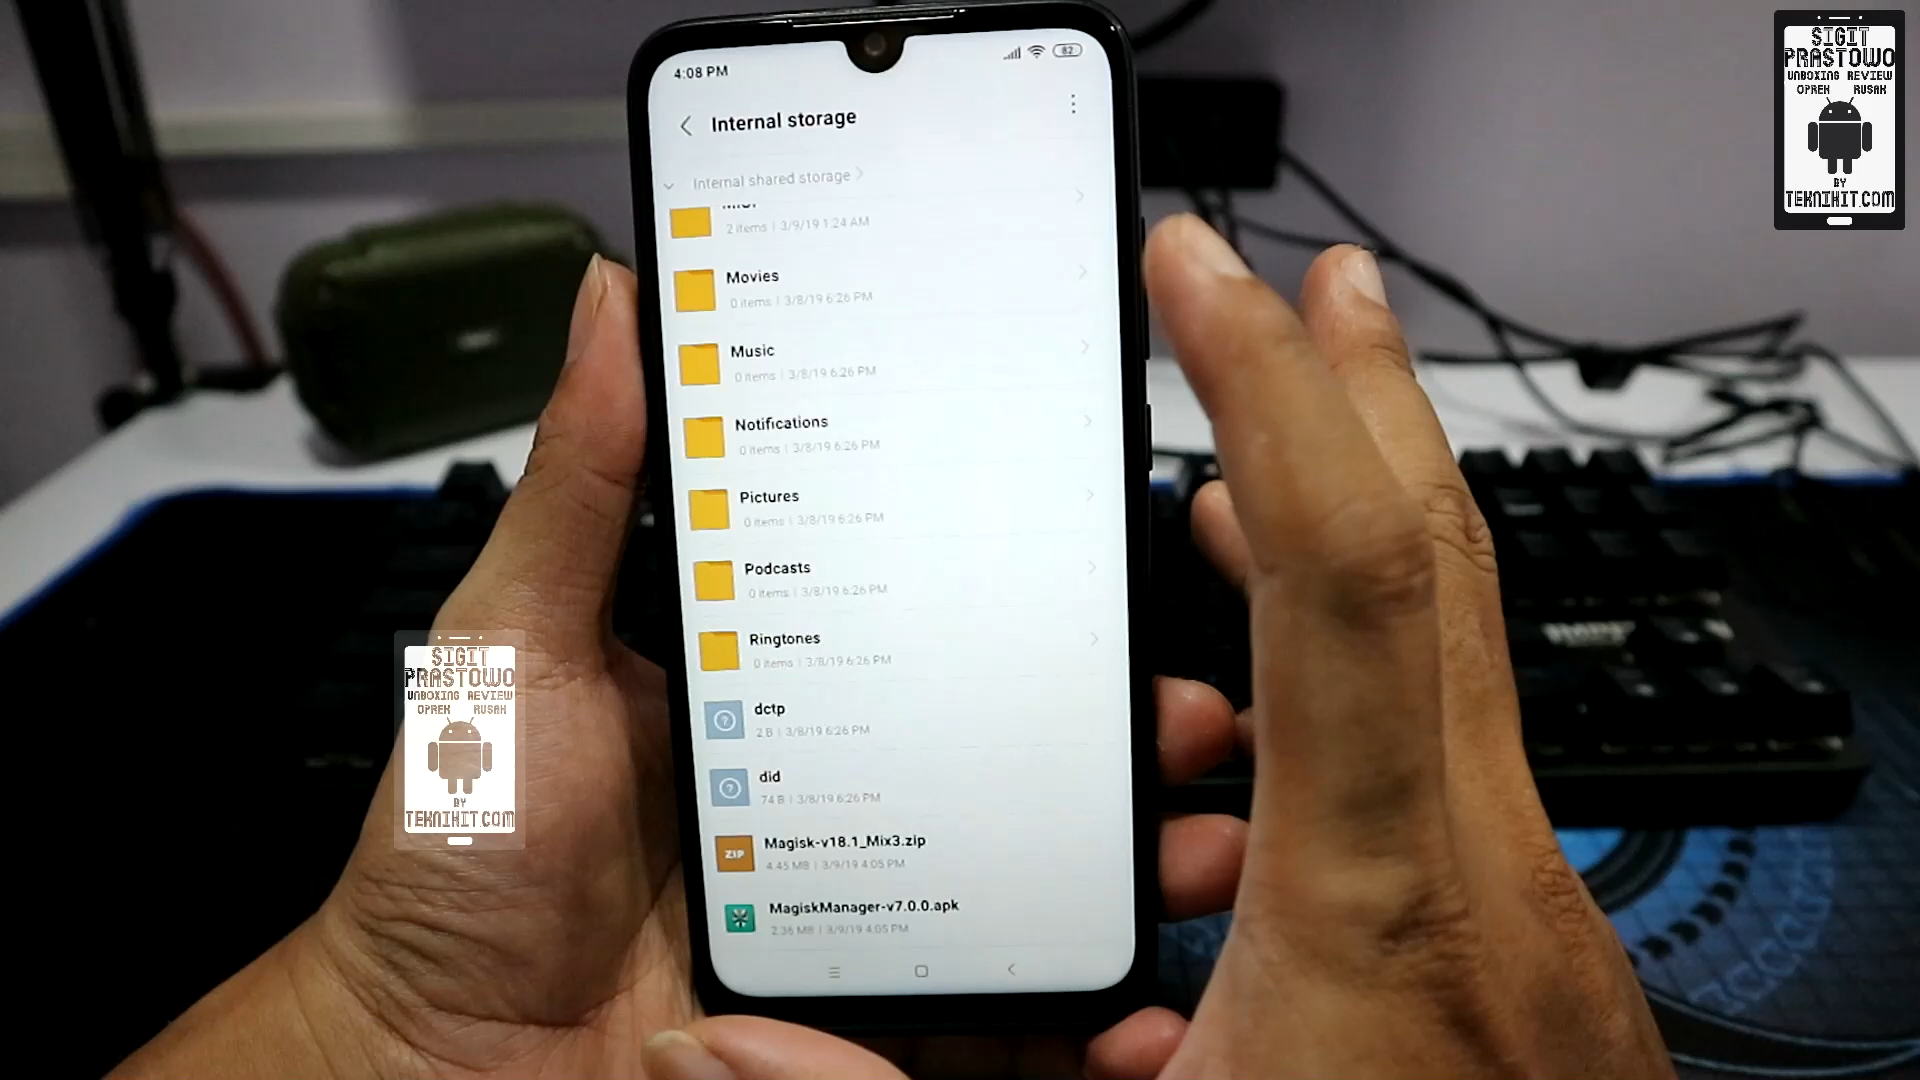 4:08 PM
82
Internal storage
Internal shared storage
MIUI
2 items | 3/9/19 1:24 AM
Movies
0 items | 3/8/19 6:26 PM
Music
0 items | 3/8/19 6:26 PM
Notifications
0 items | 3/8/19 6:26 PM
Pictures
0 items | 3/8/19 6:26 PM
Podcasts
0 items | 3/8/19 6:26 PM
Ringtones
0 items | 3/8/19 6:26 PM
dctp
2 B | 3/8/19 6:26 PM
did
74 B | 3/8/19 6:26 PM
ZIP
Magisk-v18.1_Mix3.zip
4.45 MB | 3/9/19 4:05 PM
MagiskManager-v7.0.0.apk
2.36 MB | 3/9/19 4:05 PM
SIGIT
PRASTOWO
UNBOXING REVIEW
OPREK RUSAK
BY
TEKNIKIT.COM
SIGIT
PRASTOWO
UNBOXING REVIEW
OPREK RUSAK
BY
TEKNIKIT.COM